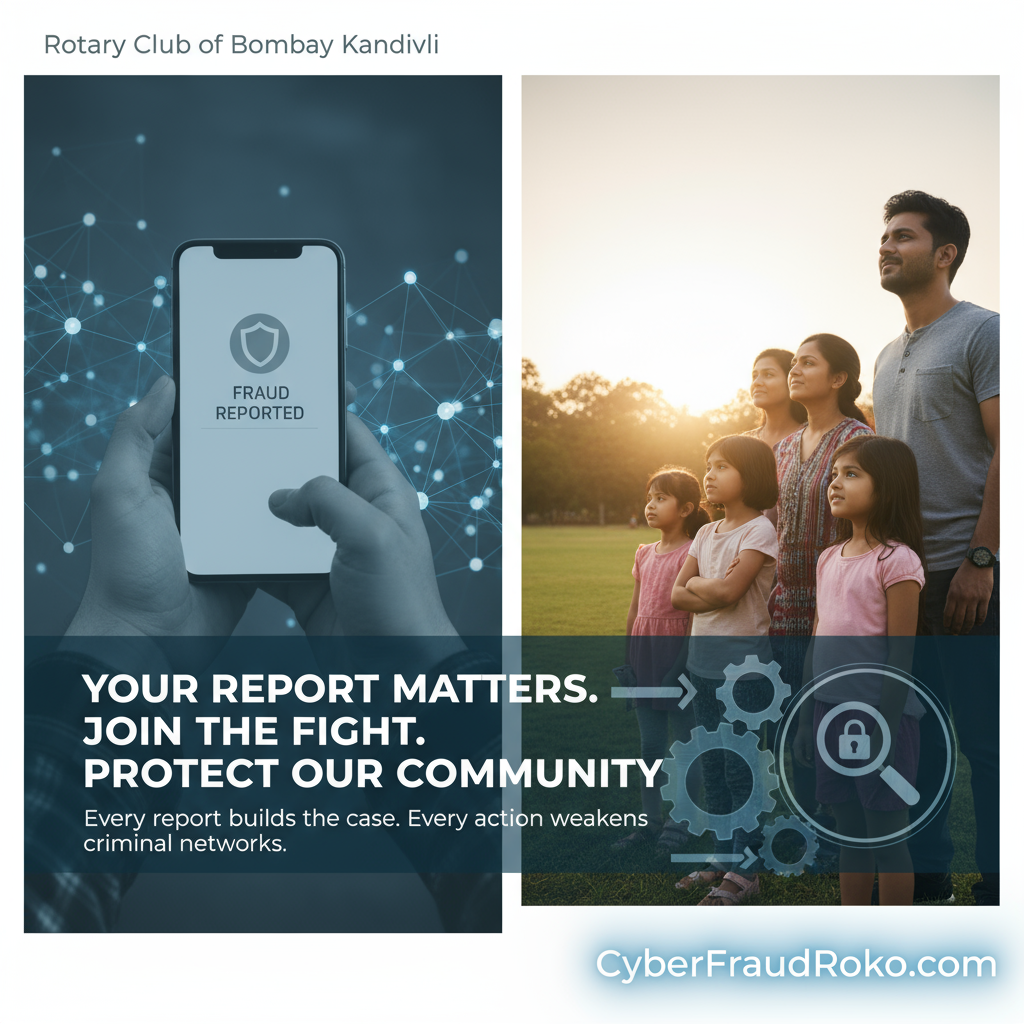 Rotary Club of Bombay Kandivli
FRAUD
REPORTED
YOUR REPORT MATTERS.
JOIN THE FIGHT.
PROTECT OUR COMMUNITY
Every report builds the case. Every action weakens
criminal networks.
CyberFraudRoko.com